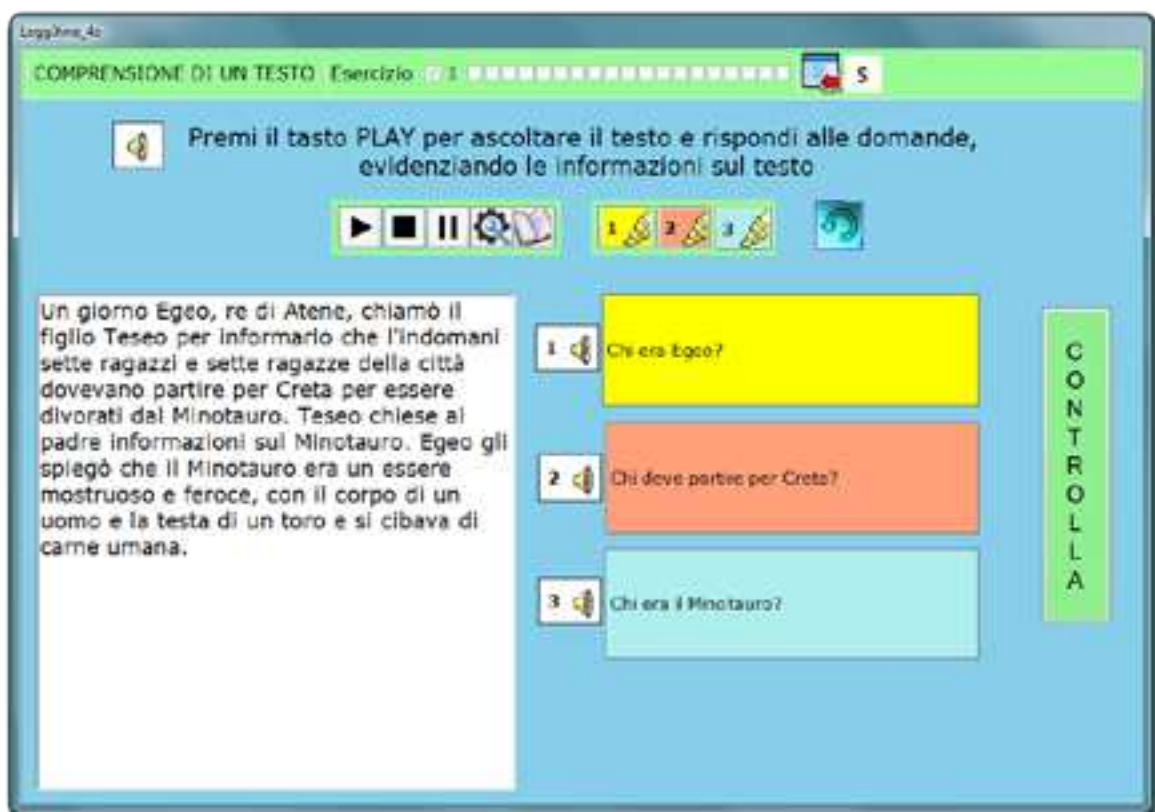 COMPRENSIONE DI UN TESTO Esercizio
S
Premi il tasto PLAY per ascoltare il testo e rispondi alle domande,
evidenziando le informazioni sul testo
1 2 3
Un giorno Egeo, re di Atene, chiamò il
figlio Teseo per informarlo che l'indomani
sette ragazzi e sette ragazze della città
dovevano partire per Creta per essere
divorati dal Minotauro. Teseo chiese al
padre informazioni sul Minotauro. Egeo gli
spiegò che il Minotauro era un essere
mostruoso e feroce, con il corpo di un
uomo e la testa di un toro e si cibava di
carne umana.
1 Chi era Egeo?
2 Chi deve partire per Creta?
3 Chi era il Minotauro?
CONTROLLA